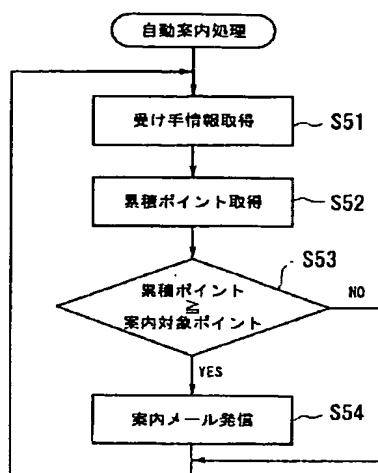 自動案内処理
受け手情報取得
S51
累積ポイント取得
S52
S53
累積ポイント
≧
案内対象ポイント
NO
YES
案内メール発信
S54